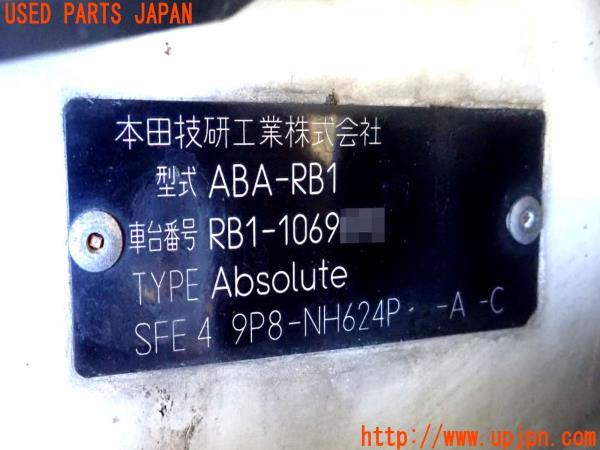 USED PARTS JAPAN
本田技研工業株式会社
型式 ABA-RB1
車台番号 RB1-1069
TYPE Absolute
SFE 4 9P8-NH624P -A -C
http://www.upjpn.com